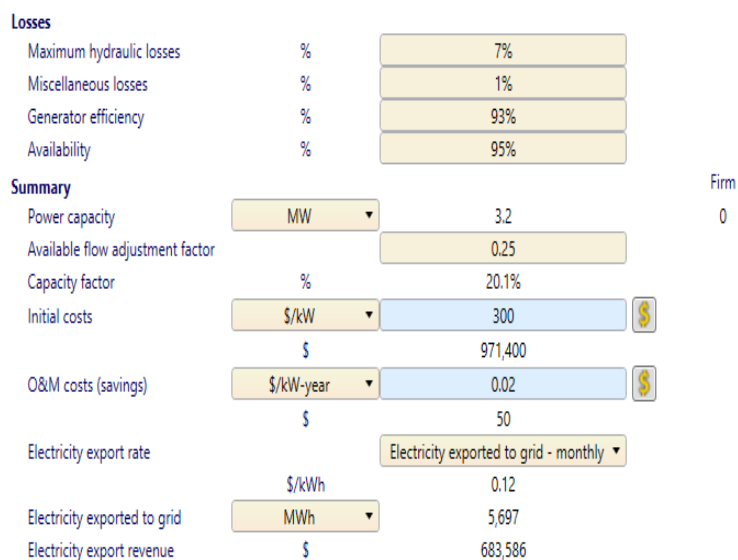 Losses
Maximum hydraulic losses % 7%
Miscellaneous losses % 1%
Generator efficiency % 93%
Availability % 95%
Summary Firm
Power capacity MW 3.2 0
Available flow adjustment factor 0.25
Capacity factor % 20.1%
Initial costs $/kW 300 $
$ 971,400
O&M costs (savings) $/kW-year 0.02 $
$ 50
Electricity export rate Electricity exported to grid - monthly
$/kWh 0.12
Electricity exported to grid MWh 5,697
Electricity export revenue $ 683,586